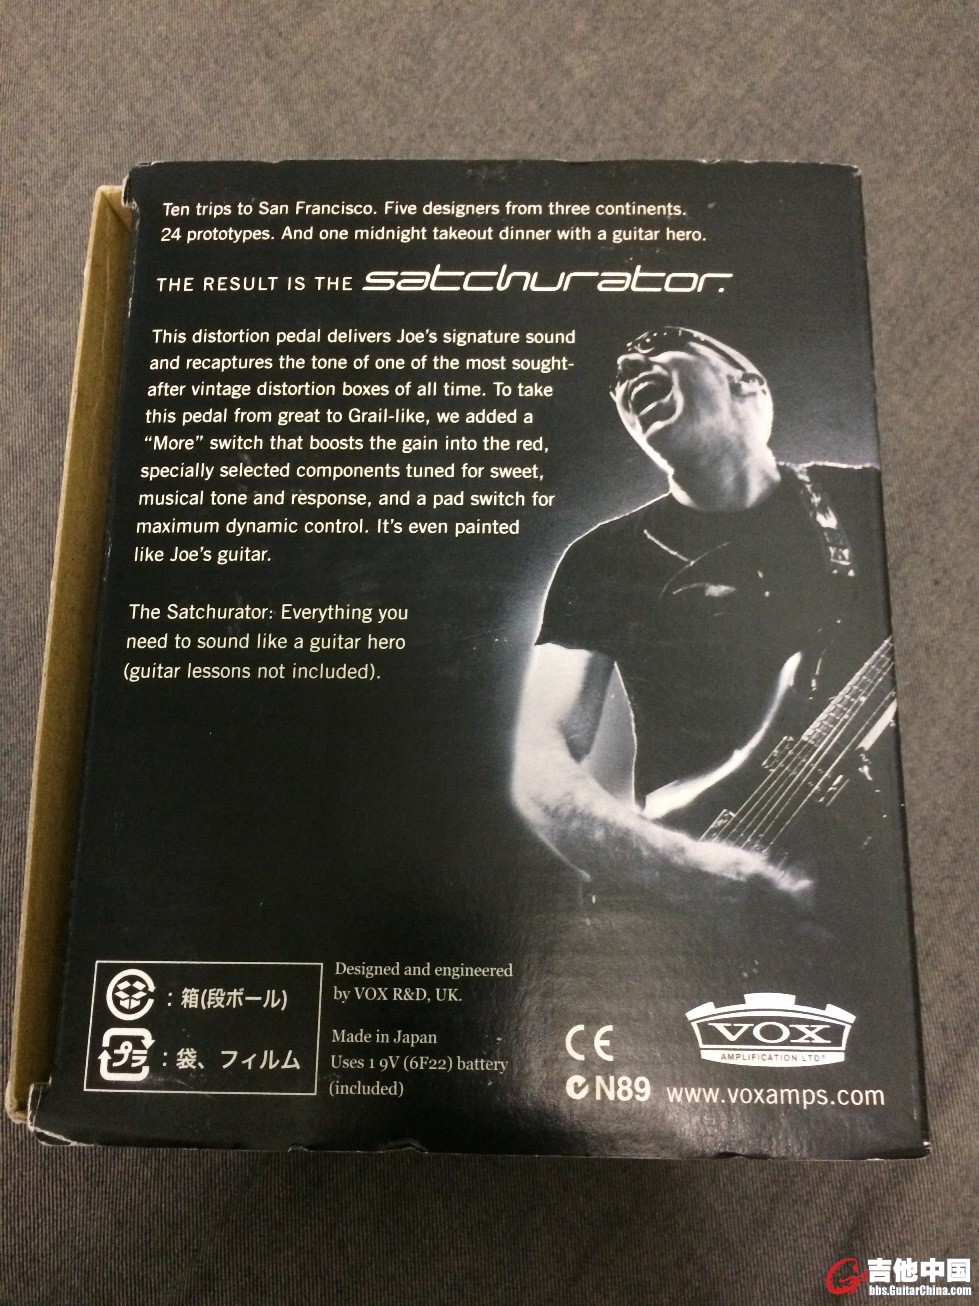 Ten trips to San Francisco. Five designers from three continents.
24 prototypes. And one midnight takeout dinner with a guitar hero.
THE RESULT IS THE satchurator.
This distortion pedal delivers Joe's signature sound
and recaptures the tone of one of the most sought-
after vintage distortion boxes of all time. To take
this pedal from great to Grail-like, we added a
“More” switch that boosts the gain into the red,
specially selected components tuned for sweet,
musical tone and response, and a pad switch for
maximum dynamic control. It's even painted
like Joe's guitar.
The Satchurator: Everything you
need to sound like a guitar hero
(guitar lessons not included).
：箱(段ボール)
プラ：袋、フィルム
Designed and engineered
by VOX R&D, UK.
Made in Japan
Uses 1 9V (6F22) battery
(included)
CE
N89
VOX
AMPLIFICATION LTD®
www.voxamps.com
吉他中国
bbs.GuitarChina.com